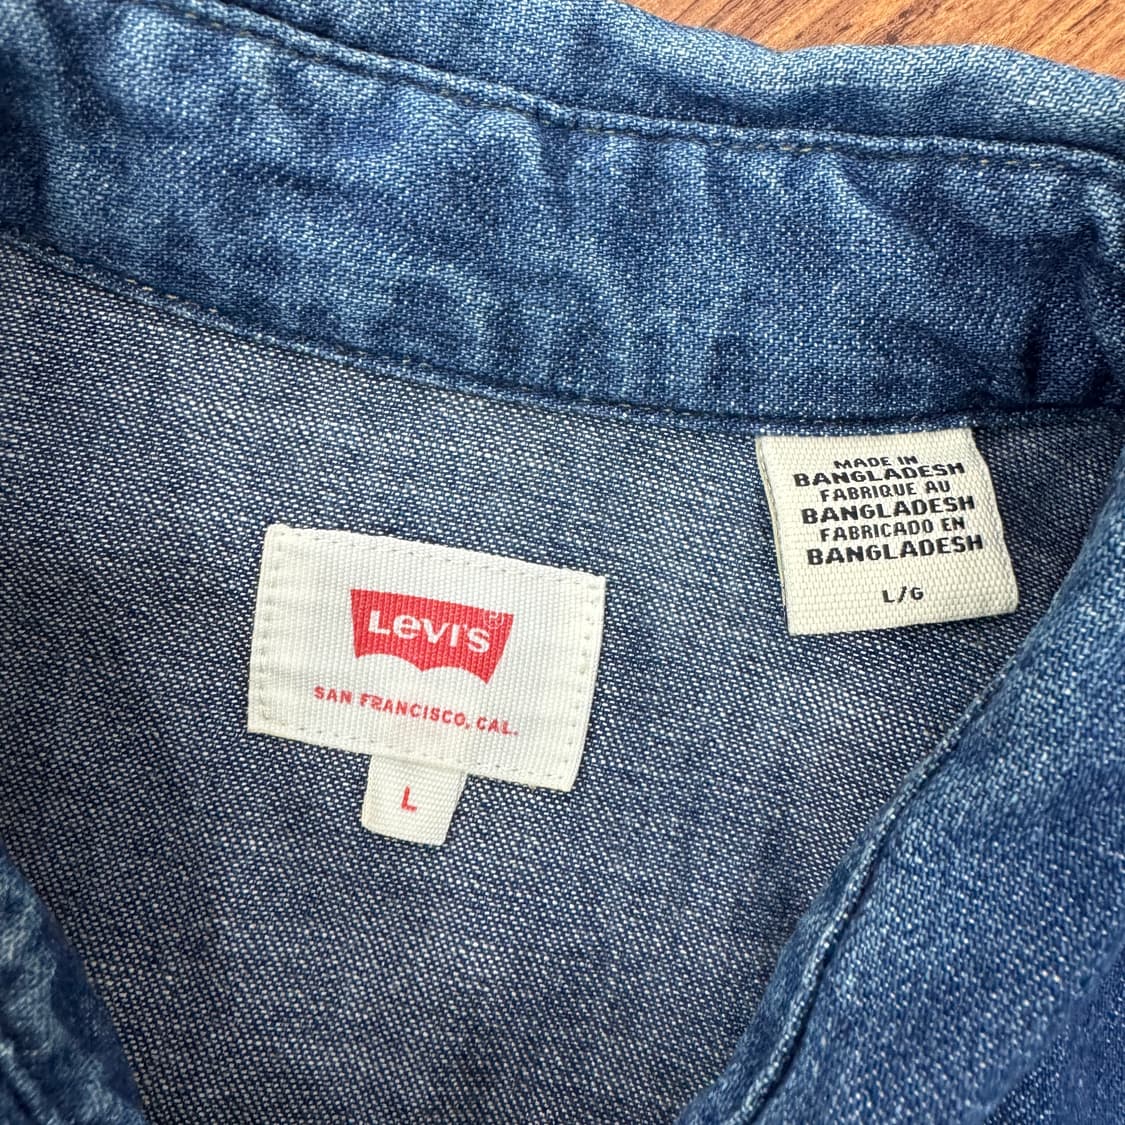 LEVI'S®
SAN FRANCISCO, CAL.
L
MADE IN
BANGLADESH
FABRIQUE AU
BANGLADESH
FABRICADO EN
BANGLADESH
L/G